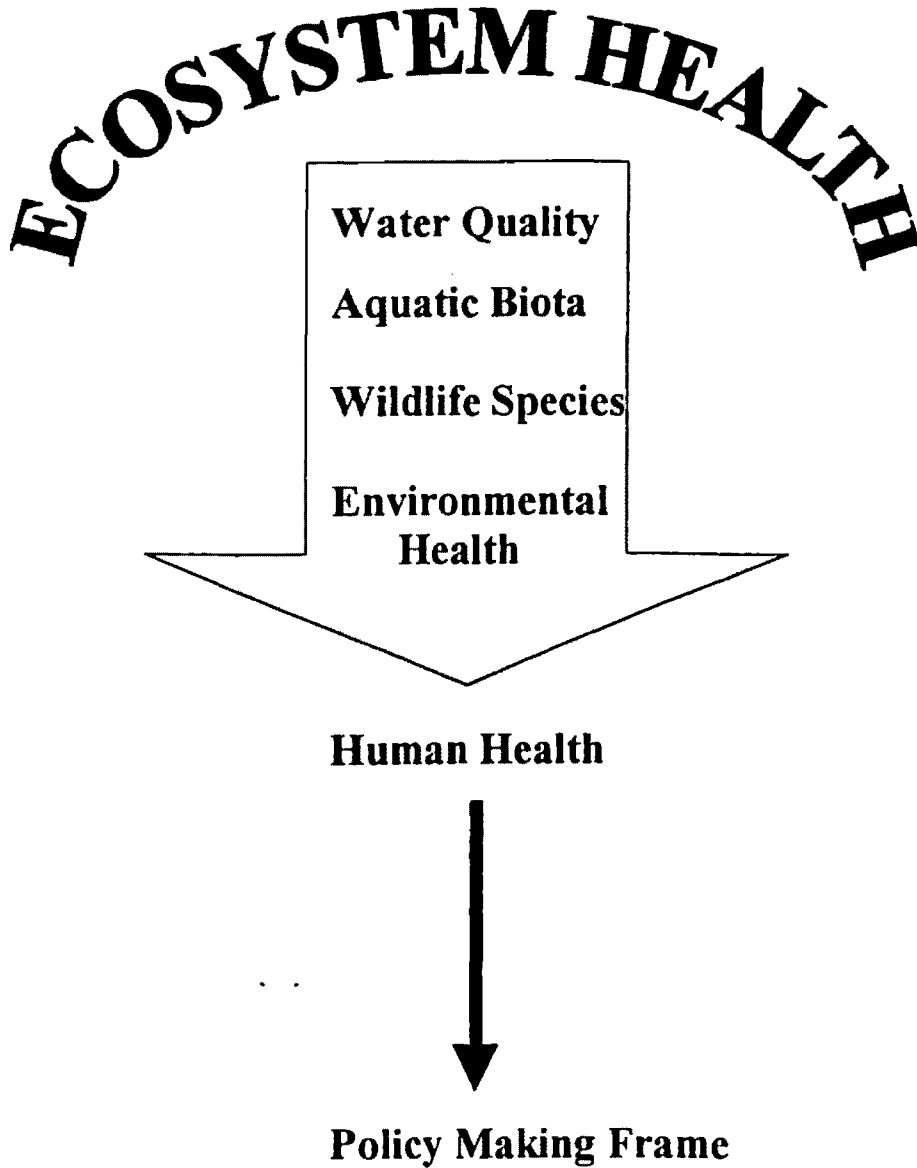 ECOSYSTEM HEALTH
Water Quality
Aquatic Biota
Wildlife Species
Environmental
Health
Human Health
Policy Making Frame